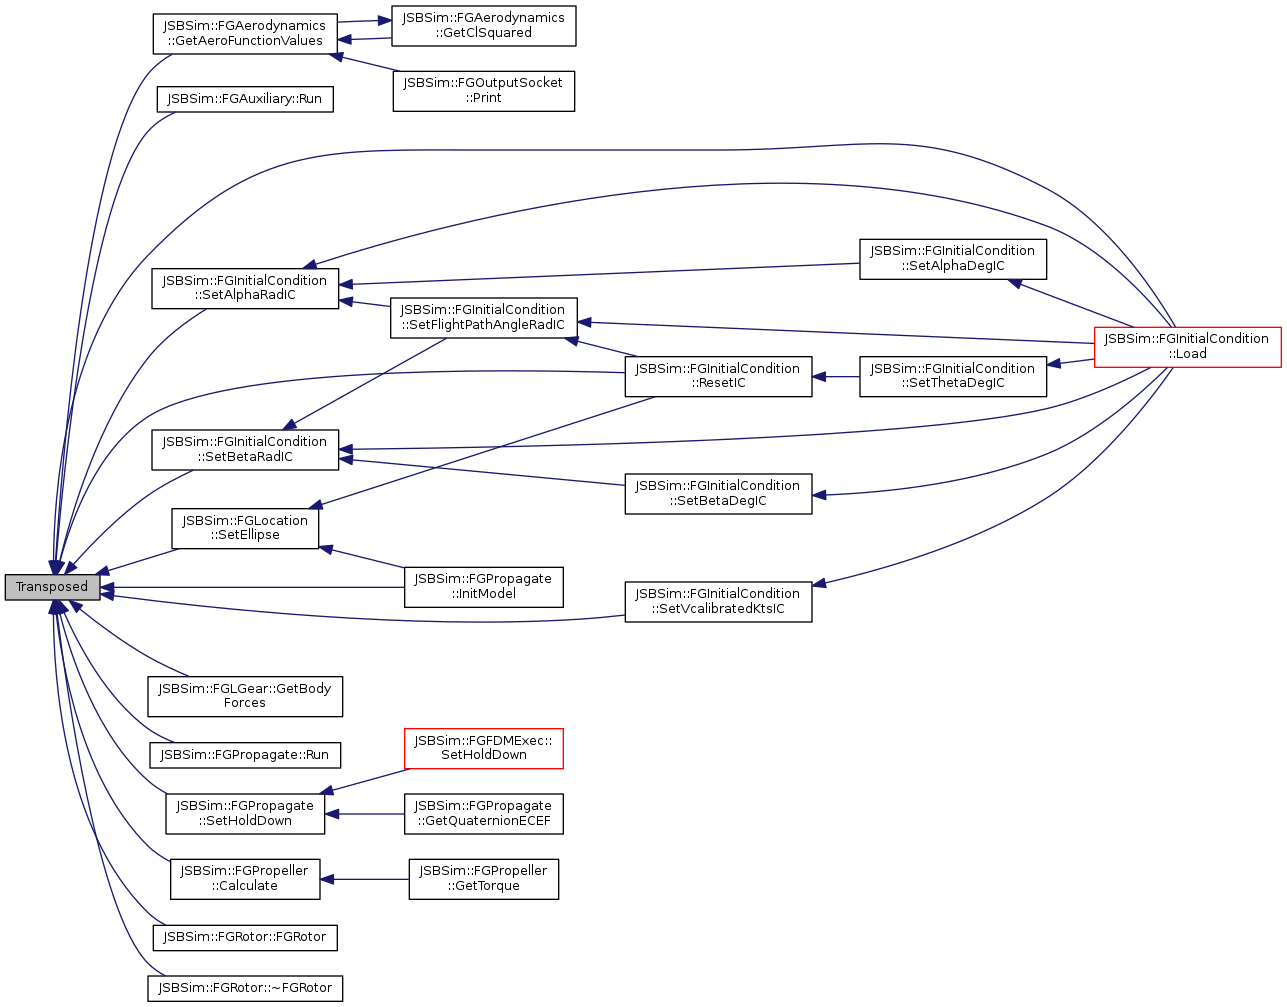 JSBSim::FGAerodynamics
::GetAeroFunctionValues
JSBSim::FGAerodynamics
::GetClSquared
JSBSim::FGOutputSocket
::Print
JSBSim::FGAuxiliary::Run
JSBSim::FGInitialCondition
::SetAlphaRadIC
JSBSim::FGInitialCondition
::SetAlphaDegIC
JSBSim::FGInitialCondition
::SetFlightPathAngleRadIC
JSBSim::FGInitialCondition
::Load
JSBSim::FGInitialCondition
::ResetIC
JSBSim::FGInitialCondition
::SetThetaDegIC
JSBSim::FGInitialCondition
::SetBetaRadIC
JSBSim::FGInitialCondition
::SetBetaDegIC
JSBSim::FGLocation
::SetEllipse
Transposed
JSBSim::FGPropagate
::InitModel
JSBSim::FGInitialCondition
::SetVcalibratedKtsIC
JSBSim::FGLGear::GetBody
Forces
JSBSim::FGPropagate::Run
JSBSim::FGFDMExec::
SetHoldDown
JSBSim::FGPropagate
::SetHoldDown
JSBSim::FGPropagate
::GetQuaternionECEF
JSBSim::FGPropeller
::Calculate
JSBSim::FGPropeller
::GetTorque
JSBSim::FGRotor::FGRotor
JSBSim::FGRotor::~FGRotor